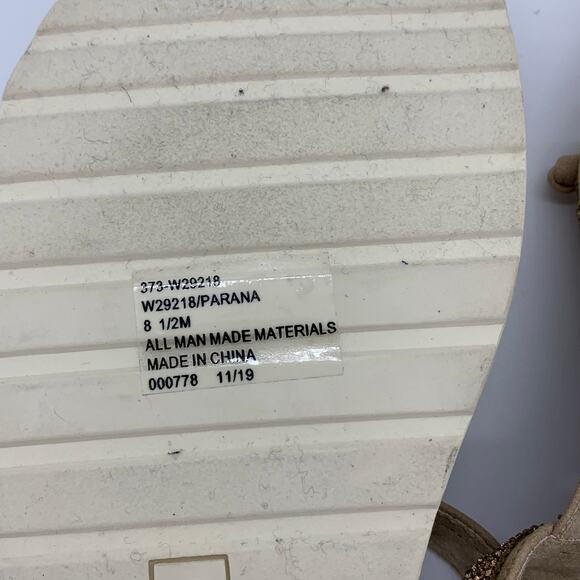 373-W29218
W29218/PARANA
8 1/2M
ALL MAN MADE MATERIALS
MADE IN CHINA
000778 11/19